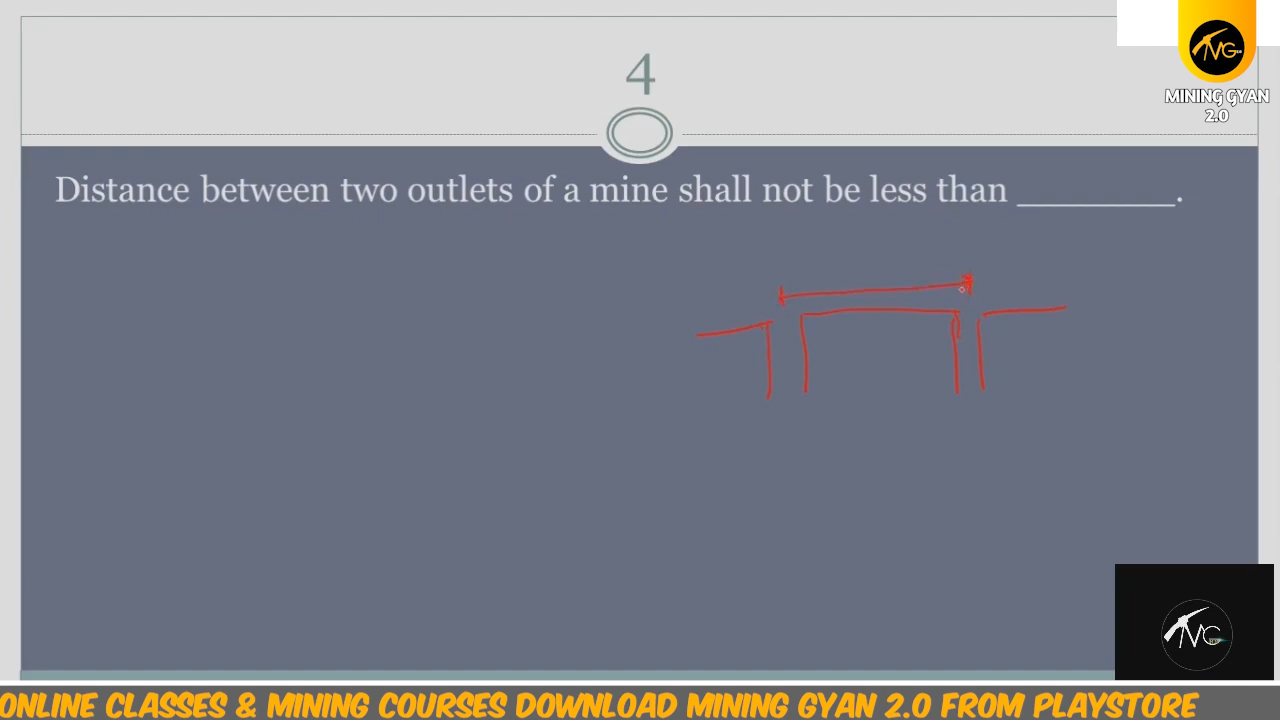 4
MINING GYAN
2.0
Distance between two outlets of a mine shall not be less than ________.
ONLINE CLASSES & MINING COURSES DOWNLOAD MINING GYAN 2.0 FROM PLAYSTORE